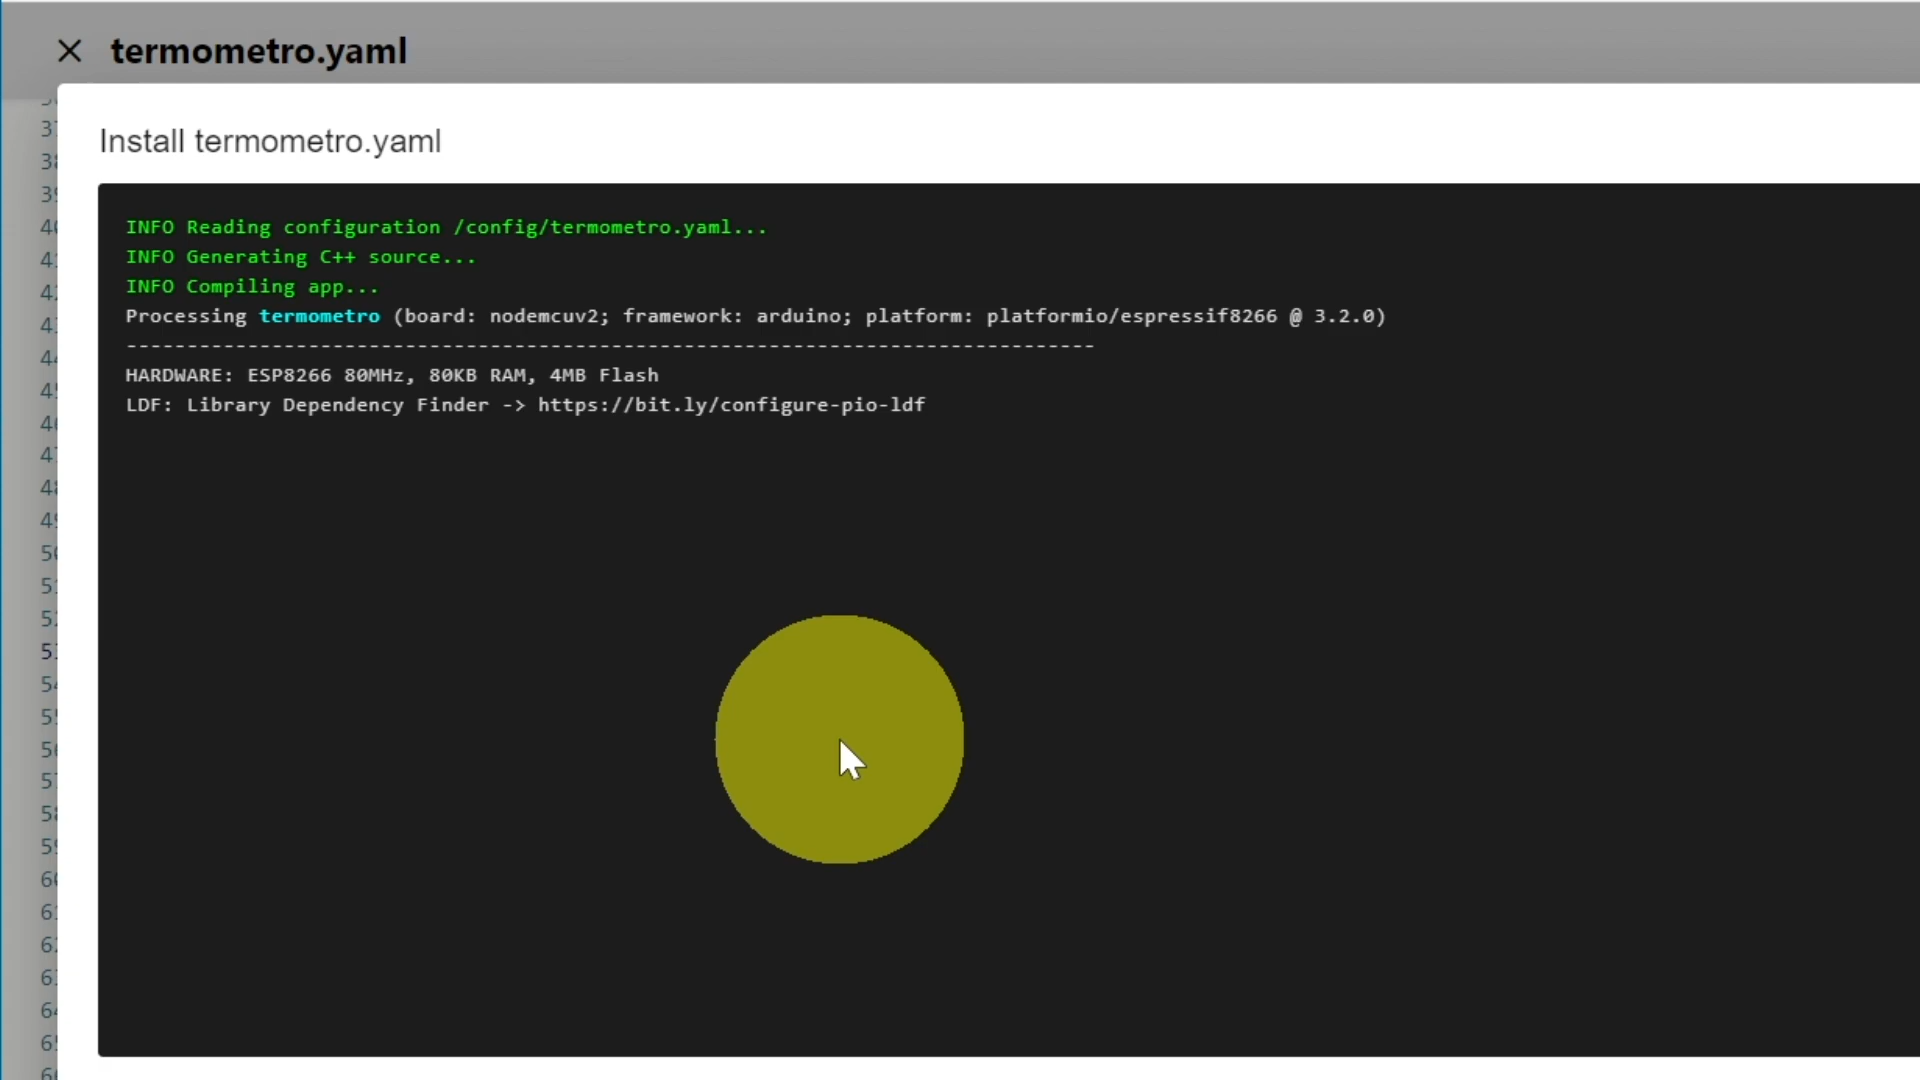 termometro.yaml
Install termometro.yaml
INFO Reading configuration /config/termometro.yaml...
INFO Generating C++ source...
INFO Compiling app...
Processing termometro (board: nodemcuv2; framework: arduino; platform: platformio/espressif8266 @ 3.2.0)
--------------------------------------------------------------------------------
HARDWARE: ESP8266 80MHz, 80KB RAM, 4MB Flash
LDF: Library Dependency Finder -> https://bit.ly/configure-pio-ldf